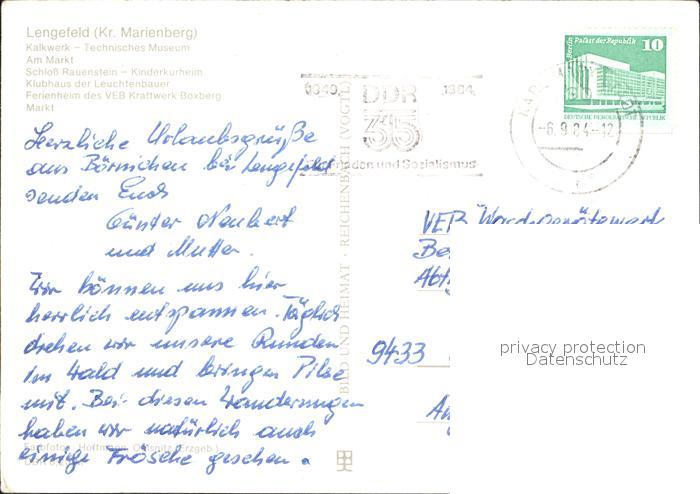 Lengefeld (Kr. Marienberg)
Kalkwerk – Technisches Museum
Am Markt
Schloß Rauenstein – Kinderkurheim
Klubhaus der Leuchtenbauer
Ferienheim des VEB Kraftwerk Boxberg
Markt
Herzliche Urlaubsgrüße
aus Börnichen bei Lengefeld
senden Euch
Günter Neubert
und Mutter.
Wir können uns hier
herrlich entspannen. Täglich
drehen wir unsere Runden
im Wald und bringen Pilze
mit. Bei diesen Wanderungen
haben wir natürlich auch
einige Frösche gesehen.
Hoffmann, Oelsnitz (Erzgeb.)
BILD UND HEIMAT · REICHENBACH (VOGTL
1949 DDR 1984
35
Frieden und Sozialismus
-6.9.84-12
Berlin Palast der Republik 10
DEUTSCHE DEMOKRATISCHE REPUBLIK
VEB
9433
privacy protection
Datenschutz